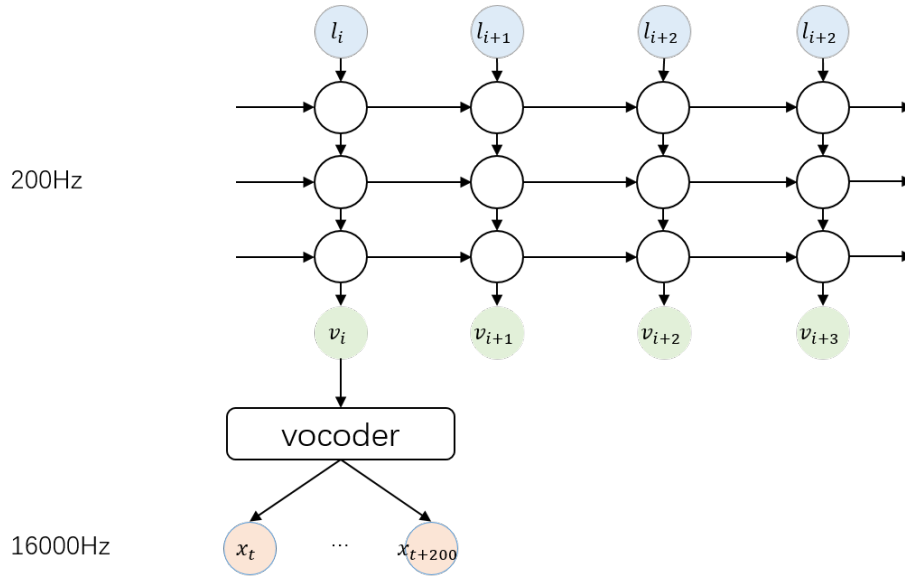 l_i l_{i+1} l_{i+2} l_{i+2}
200Hz
v_i v_{i+1} v_{i+2} v_{i+3}
vocoder
16000Hz x_t ... x_{t+200}